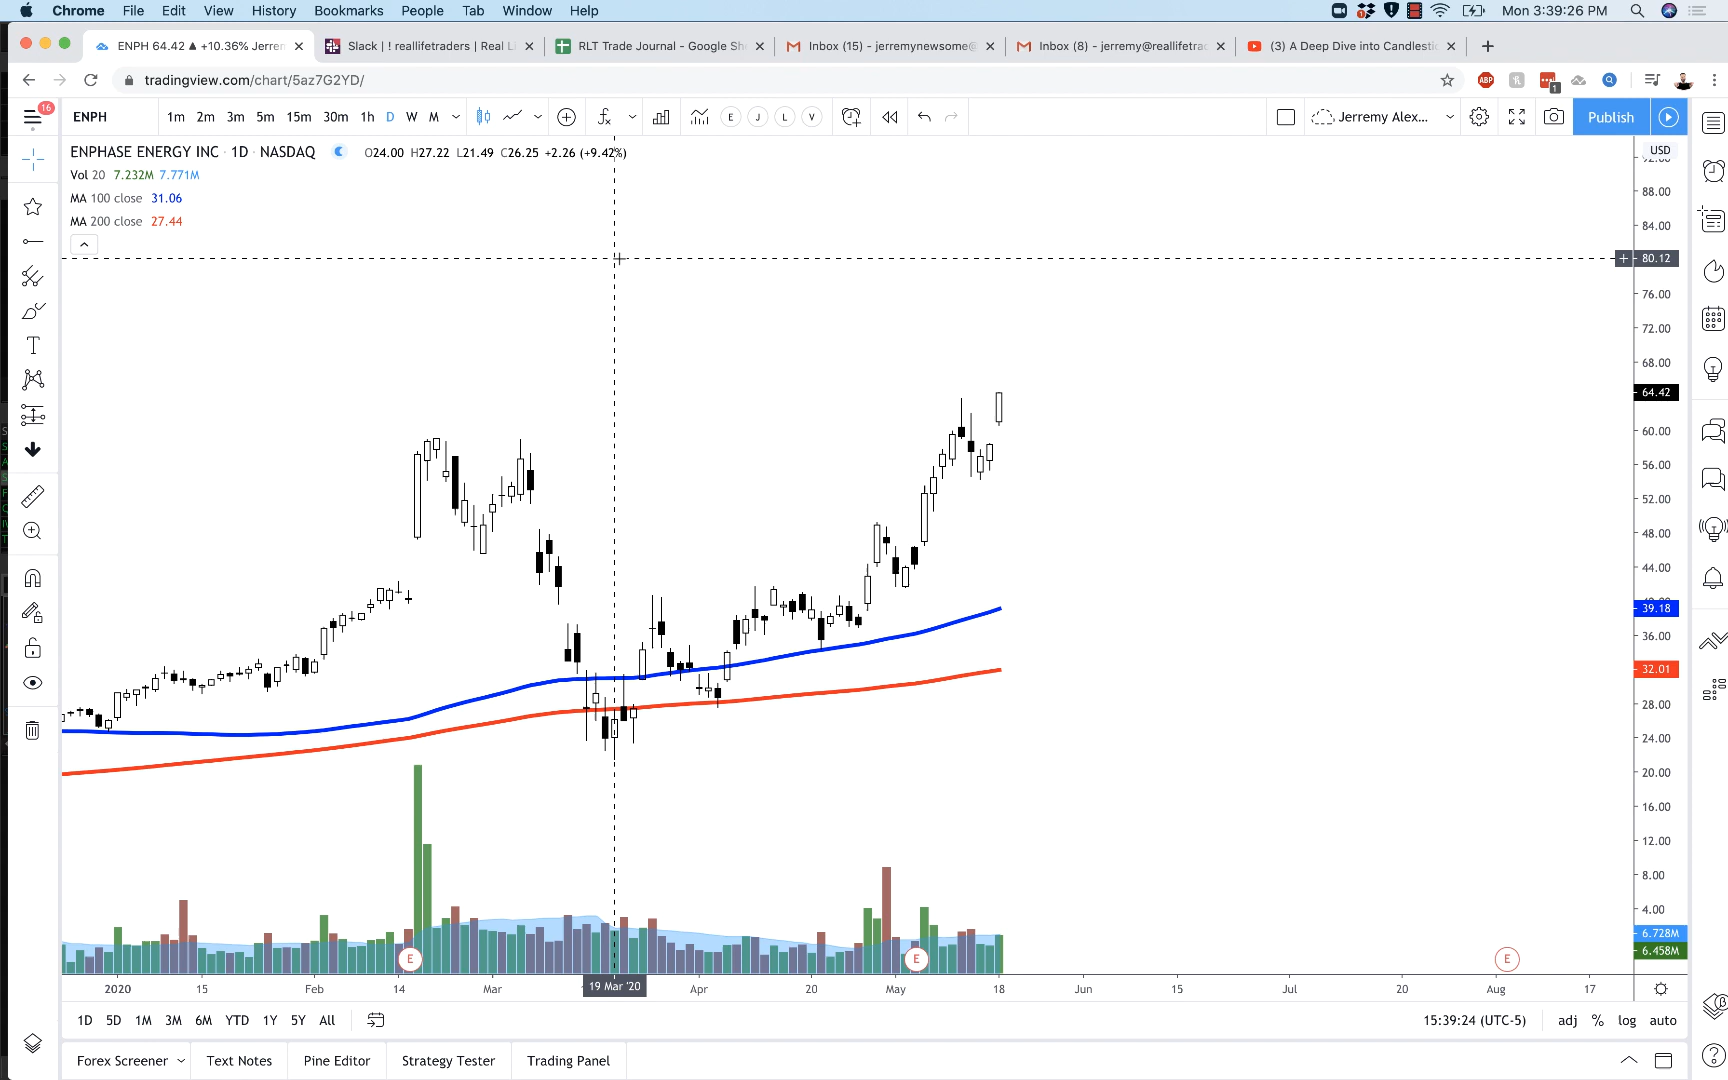 Chrome File Edit View History Bookmarks People Tab Window Help Mon 3:39:26 PM
ENPH 64.42 ▲ +10.36% Jerrem Slack | ! reallifetraders | Real L RLT Trade Journal - Google Sh Inbox (15) - jerremynewsome@ Inbox (8) - jeremy@reallifetrad (3) A Deep Dive into Candlestic
tradingview.com/chart/5az7G2YD/ ABP 1
16 ENPH 1m 2m 3m 5m 15m 30m 1h D W M E J L V Jerremy Alex... Publish
ENPHASE ENERGY INC · 1D · NASDAQ O24.00 H27.22 L21.49 C26.25 +2.26 (+9.42%) USD
Vol 20 7.232M 7.771M
MA 100 close 31.06
MA 200 close 27.44
92.00
88.00
84.00
80.12
76.00
72.00
68.00
64.42
60.00
56.00
52.00
48.00
44.00
39.18
36.00
32.01
28.00
24.00
20.00
16.00
12.00
8.00
4.00
6.728M
6.458M
E E E
2020 15 Feb 14 Mar 19 Mar '20 Apr 20 May 18 Jun 15 Jul 20 Aug 17
1D 5D 1M 3M 6M YTD 1Y 5Y All 15:39:24 (UTC-5) adj % log auto
Forex Screener Text Notes Pine Editor Strategy Tester Trading Panel